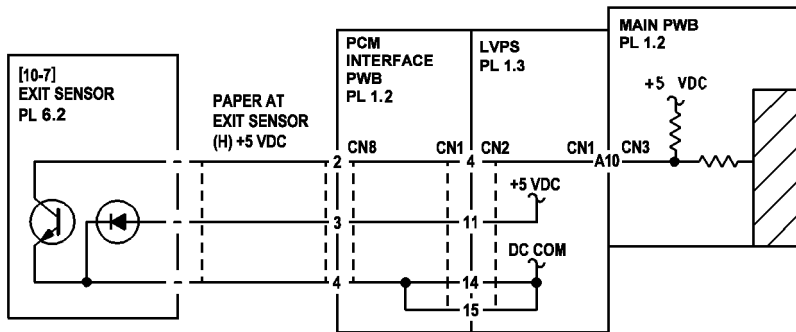 [10-7]
EXIT SENSOR
PL 6.2
PAPER AT
EXIT SENSOR
(H) +5 VDC
PCM
INTERFACE
PWB
PL 1.2
LVPS
PL 1.3
MAIN PWB
PL 1.2
+5 VDC
CN8
CN1
CN2
CN1
CN3
2
4
A10
+5 VDC
3
11
DC COM
4
14
15